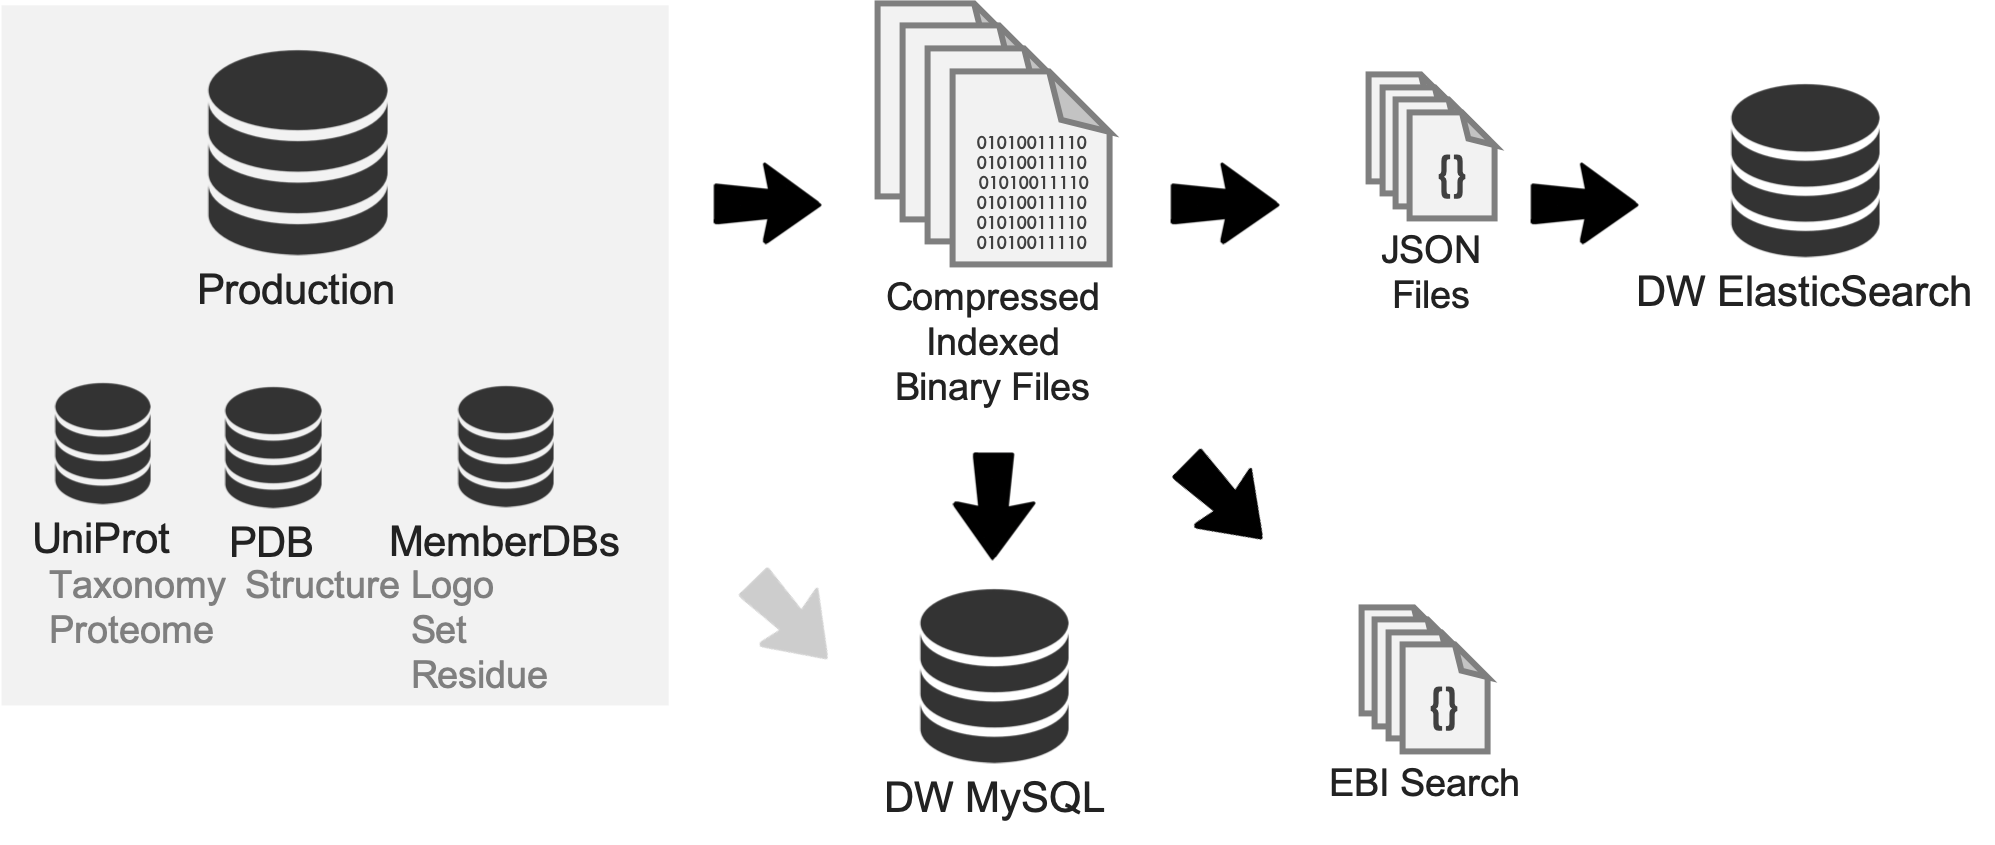 Production
UniProt
Taxonomy
Proteome
PDB
Structure
MemberDBs
Logo
Set
Residue
01010011110
01010011110
01010011110
01010011110
01010011110
01010011110
Compressed
Indexed
Binary Files
{}
JSON
Files
DW ElasticSearch
DW MySQL
{}
EBI Search